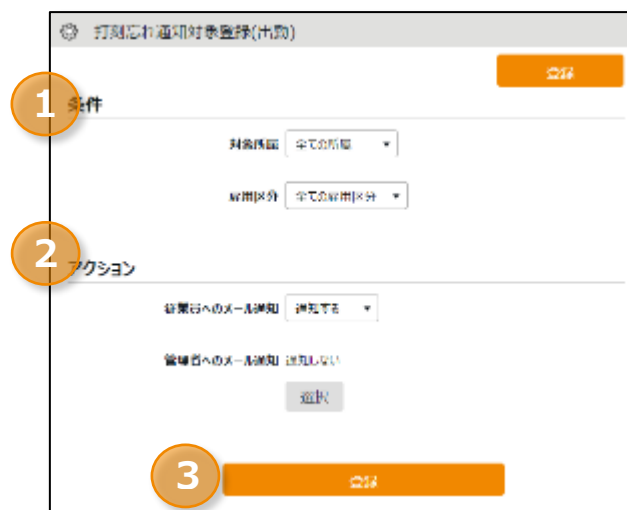 打刻忘れ通知対象登録(出勤)
登録
1
条件
対象所属 全ての所属
雇用区分 全ての雇用区分
2
アクション
従業員へのメール通知 通知する
管理者へのメール通知 通知しない
選択
3
登録